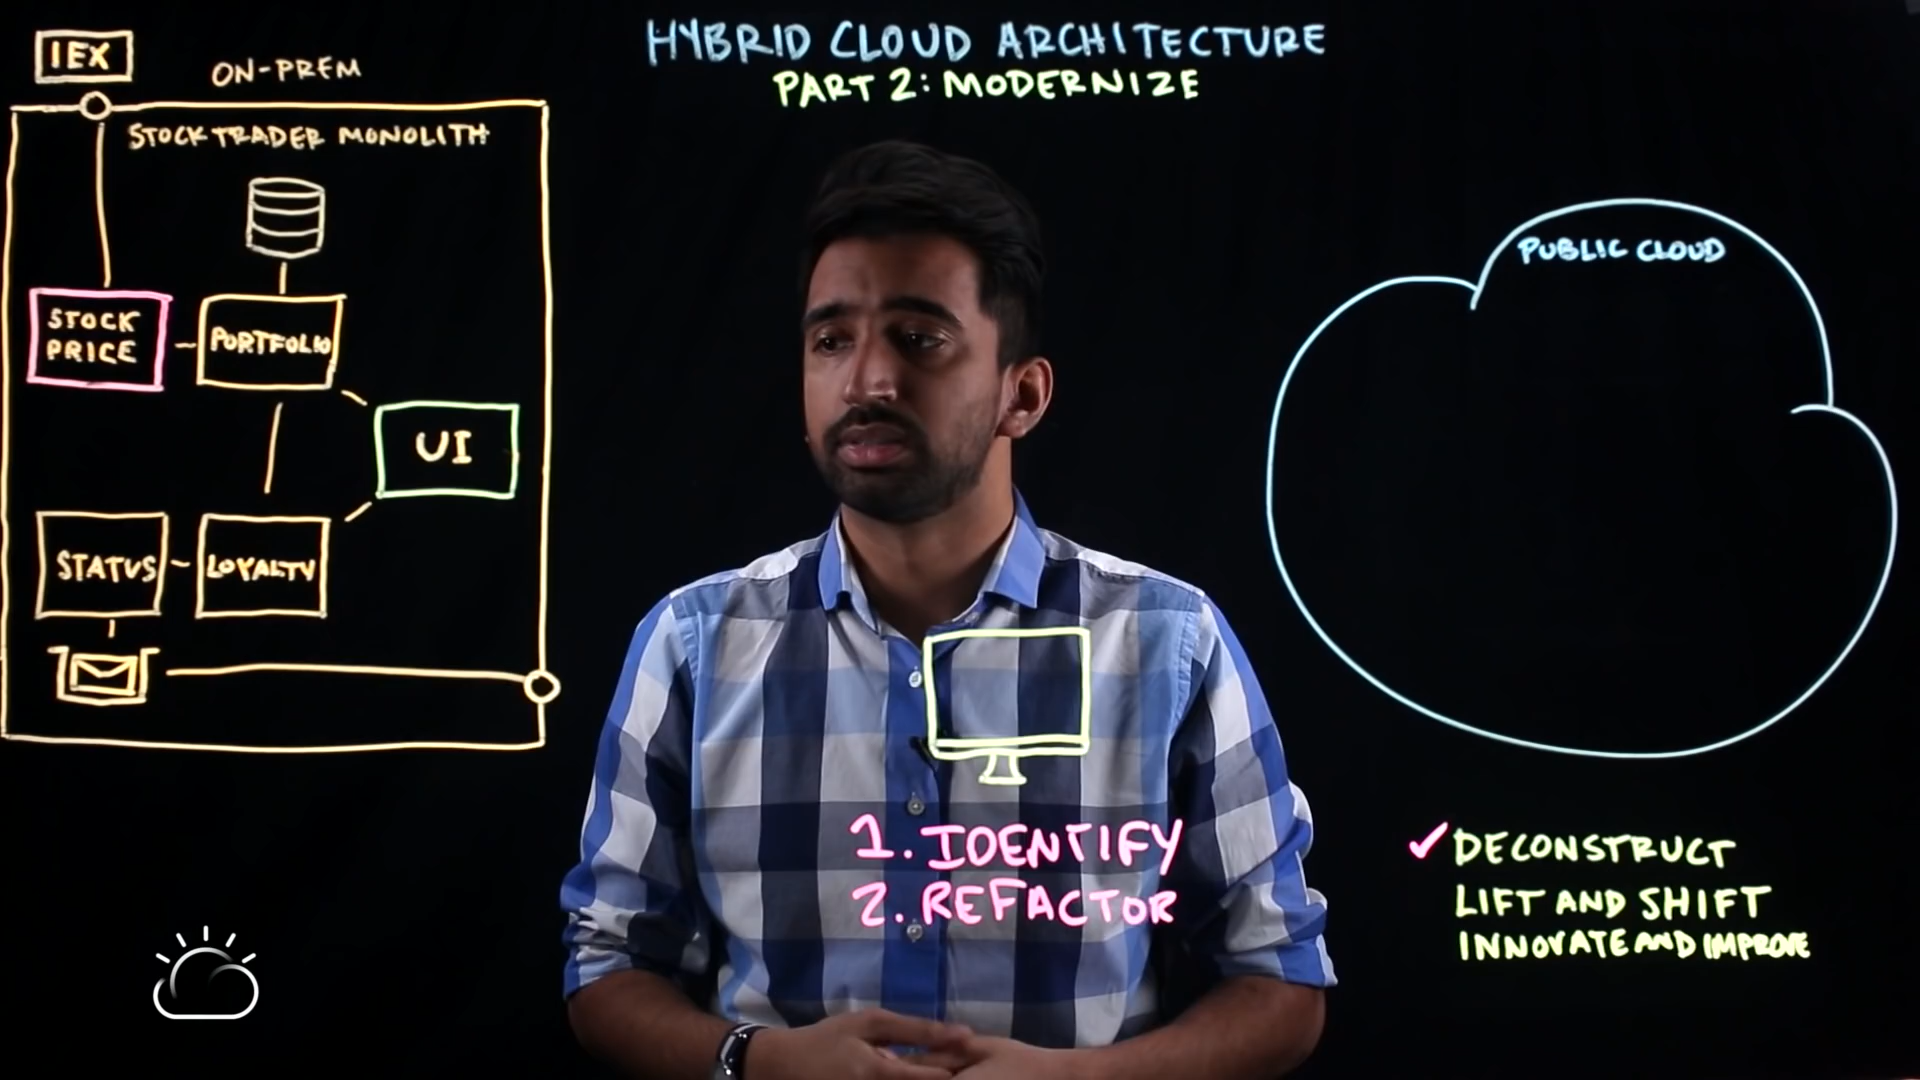 HYBRID CLOUD ARCHITECTURE
PART 2: MODERNIZE
IEX
ON-PREM
STOCK TRADER MONOLITH
STOCK
PRICE
PORTFOLIO
UI
STATUS
LOYALTY
PUBLIC CLOUD
1. IDENTIFY
2. REFACTOR
✓ DECONSTRUCT
LIFT AND SHIFT
INNOVATE AND IMPROVE